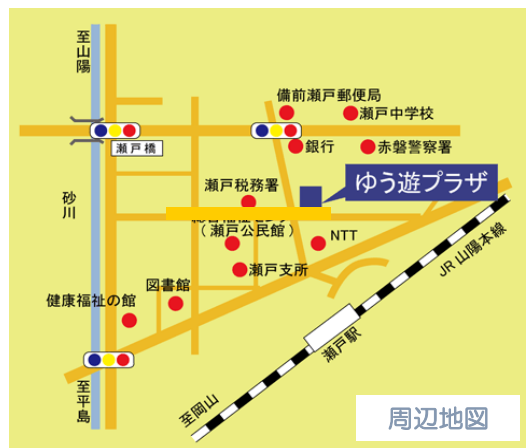 至山陽
備前瀬戸郵便局
瀬戸中学校
瀬戸橋
銀行
赤磐警察署
ゆう遊プラザ
瀬戸税務署
砂川
（瀬戸公民館）
NTT
JR山陽本線
瀬戸支所
図書館
健康福祉の館
瀬戸駅
至平島
至岡山
周辺地図